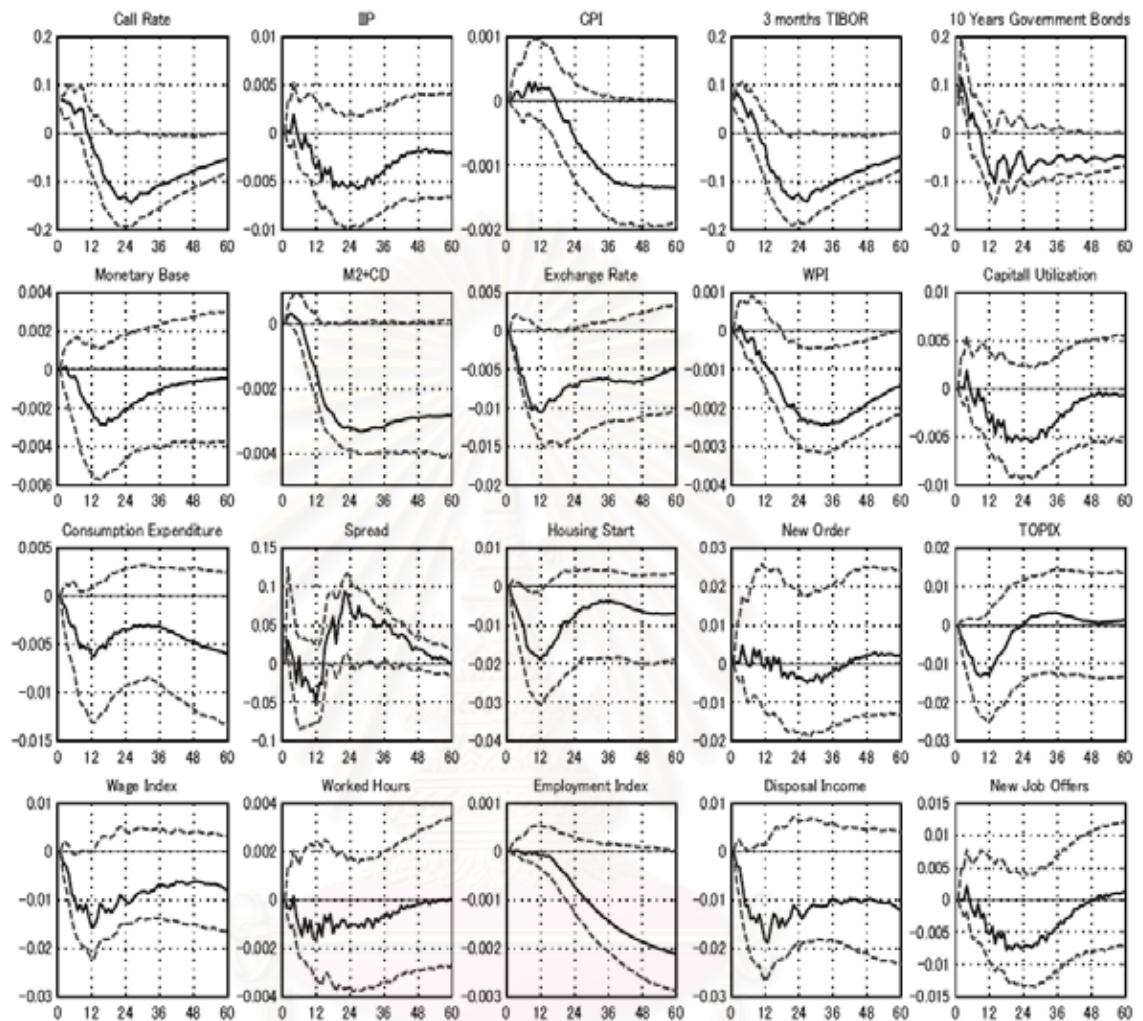 Call Rate IIP CPI 3 months TIBOR 10 Years Government Bonds
0.2 0.01 0.001 0.2 0.2
0.1 0.005 0.1 0.1
0 0 0 0 0
-0.1 -0.005 -0.001 -0.1 -0.1
-0.2 -0.01 -0.002 -0.2 -0.2
0 12 24 36 48 60 0 12 24 36 48 60 0 12 24 36 48 60 0 12 24 36 48 60 0 12 24 36 48 60
Monetary Base M2+CD Exchange Rate WPI Capitall Utilization
0.004 0.005 0.001 0.01
0.002 0 0 0 0.005
0 -0.005 -0.001 0
-0.002 -0.002 -0.01 -0.002 -0.005
-0.004 -0.004 -0.015 -0.003
-0.006 -0.02 -0.004 -0.01
0 12 24 36 48 60 0 12 24 36 48 60 0 12 24 36 48 60 0 12 24 36 48 60 0 12 24 36 48 60
Consumption Expenditure Spread Housing Start New Order TOPIX
0.005 0.15 0.01 0.03 0.02
0 0.1 0 0.02 0.01
0.05 0.01 0
-0.005 0 -0.01 0 -0.01
-0.01 -0.05 -0.02 -0.01 -0.02
-0.015 -0.1 -0.04 -0.02 -0.03
-0.03
0 12 24 36 48 60 0 12 24 36 48 60 0 12 24 36 48 60 0 12 24 36 48 60 0 12 24 36 48 60
Wage Index Worked Hours Employment Index Disposal Income New Job Offers
0.01 0.004 0.001 0.01 0.015
0 0.002 0 0 0.01
0.005
-0.01 0.000 -0.001 -0.01 0
-0.005
-0.02 -0.002 -0.02 -0.01
-0.03 -0.004 -0.003 -0.03 -0.015
0 12 24 36 48 60 0 12 24 36 48 60 0 12 24 36 48 60 0 12 24 36 48 60 0 12 24 36 48 60